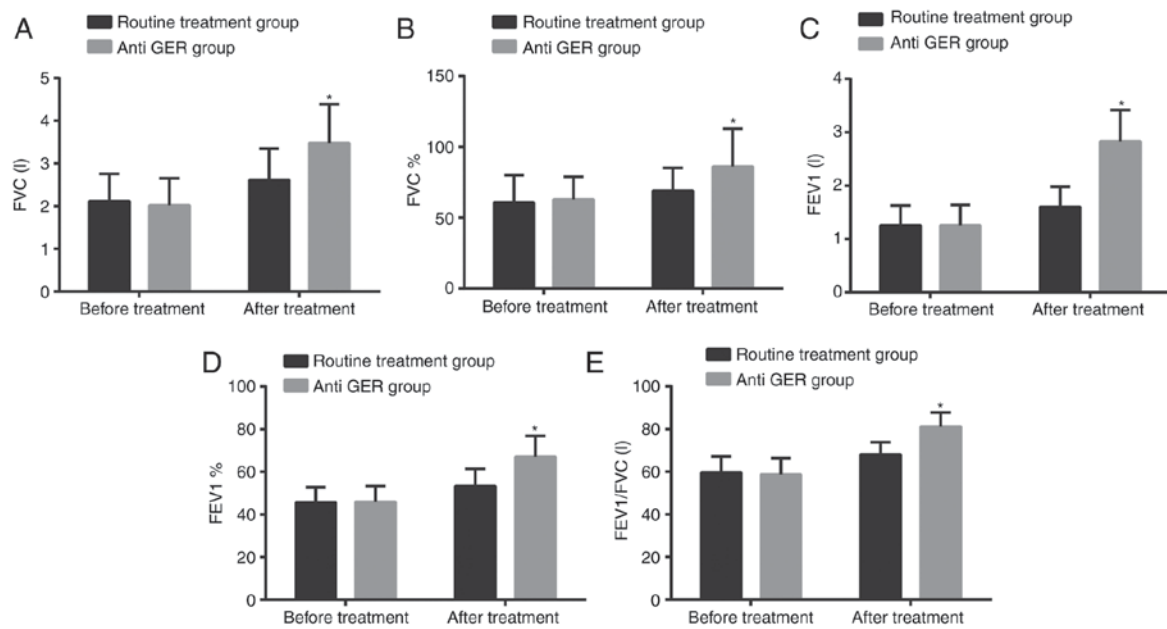 A
Routine treatment group
Anti GER group
FVC (l)
5
4
3
2
1
0
*
Before treatment
After treatment
B
Routine treatment group
Anti GER group
FVC %
150
100
50
0
*
Before treatment
After treatment
C
Routine treatment group
Anti GER group
FEV1 (l)
4
3
2
1
0
*
Before treatment
After treatment
D
Routine treatment group
Anti GER group
FEV1 %
100
80
60
40
20
0
*
Before treatment
After treatment
E
Routine treatment group
Anti GER group
FEV1/FVC (l)
100
80
60
40
20
0
*
Before treatment
After treatment